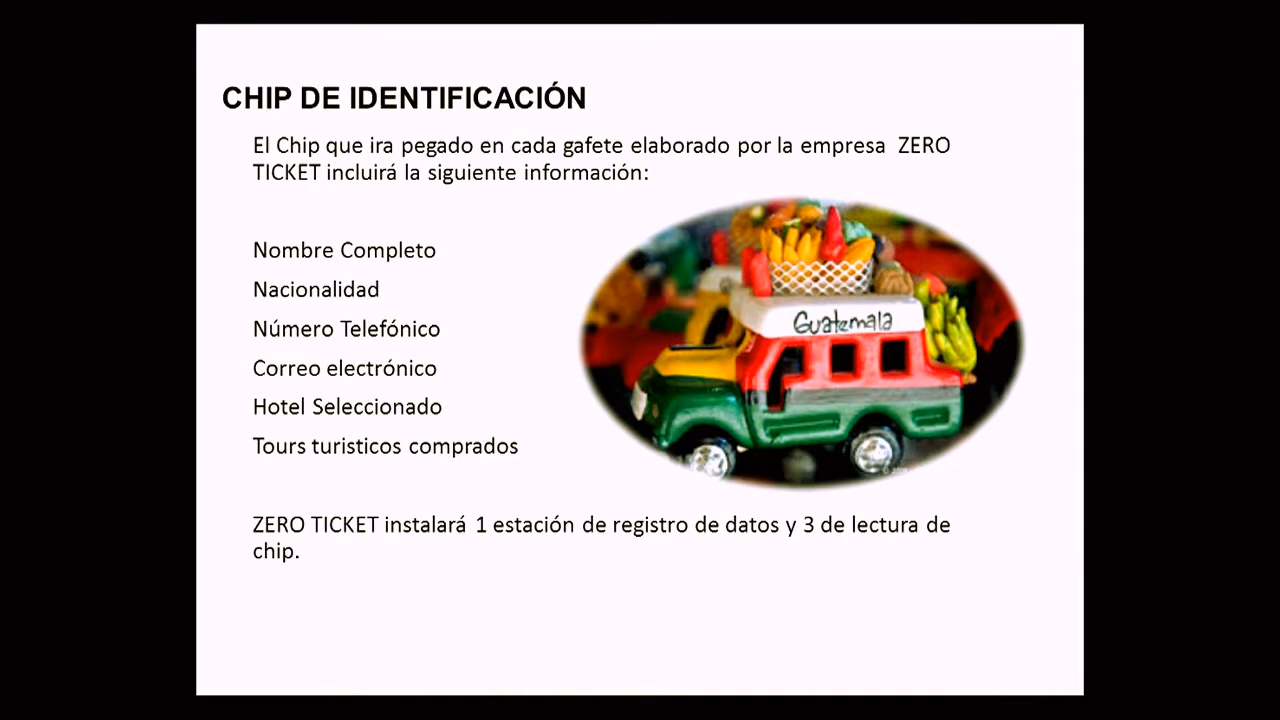 CHIP DE IDENTIFICACIÓN
El Chip que ira pegado en cada gafete elaborado por la empresa ZERO
TICKET incluirá la siguiente información:
Nombre Completo
Nacionalidad
Número Telefónico
Correo electrónico
Hotel Seleccionado
Tours turisticos comprados
Guatemala
ZERO TICKET instalará 1 estación de registro de datos y 3 de lectura de
chip.